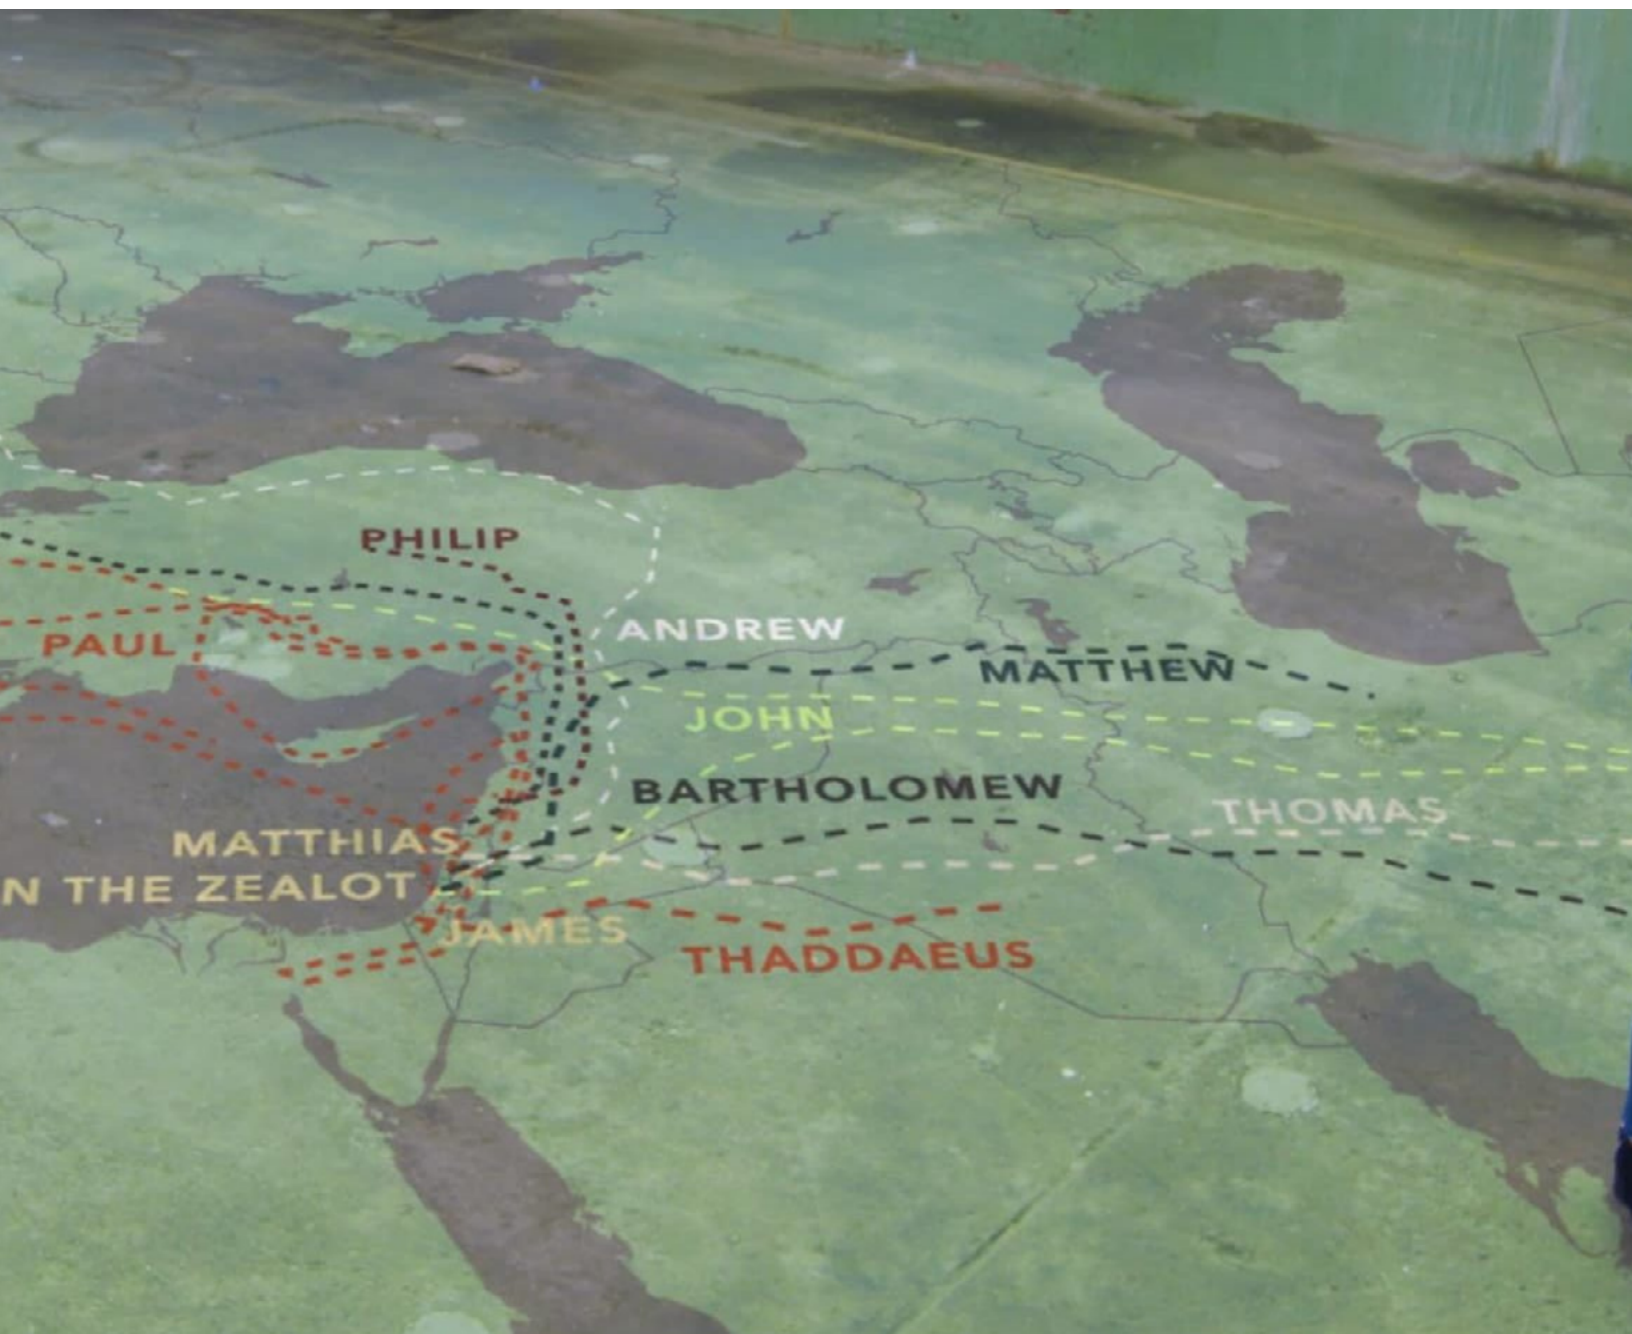 PHILIP
ANDREW
PAUL
MATTHEW
JOHN
BARTHOLOMEW
THOMAS
MATTHIAS
N THE ZEALOT
JAMES
THADDAEUS